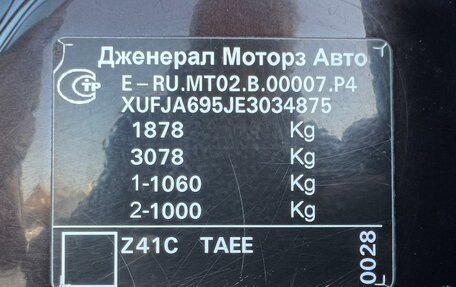 Дженерал Моторз Авто
E – RU.MT02.B.00007.P4
XUFJA695JE3034875
1878 Kg
3078 Kg
1-1060 Kg
2-1000 Kg
Z41C TAEE
0028